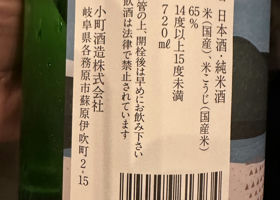 日本酒・純米酒
米(国産)、米こうじ(国産米)
65%
14度以上15度未満
720ml
管の上、開栓後は早めにお飲み下さい
飲酒は法律で禁止されています
小町酒造株式会社
岐阜県各務原市蘇原伊吹町2-15